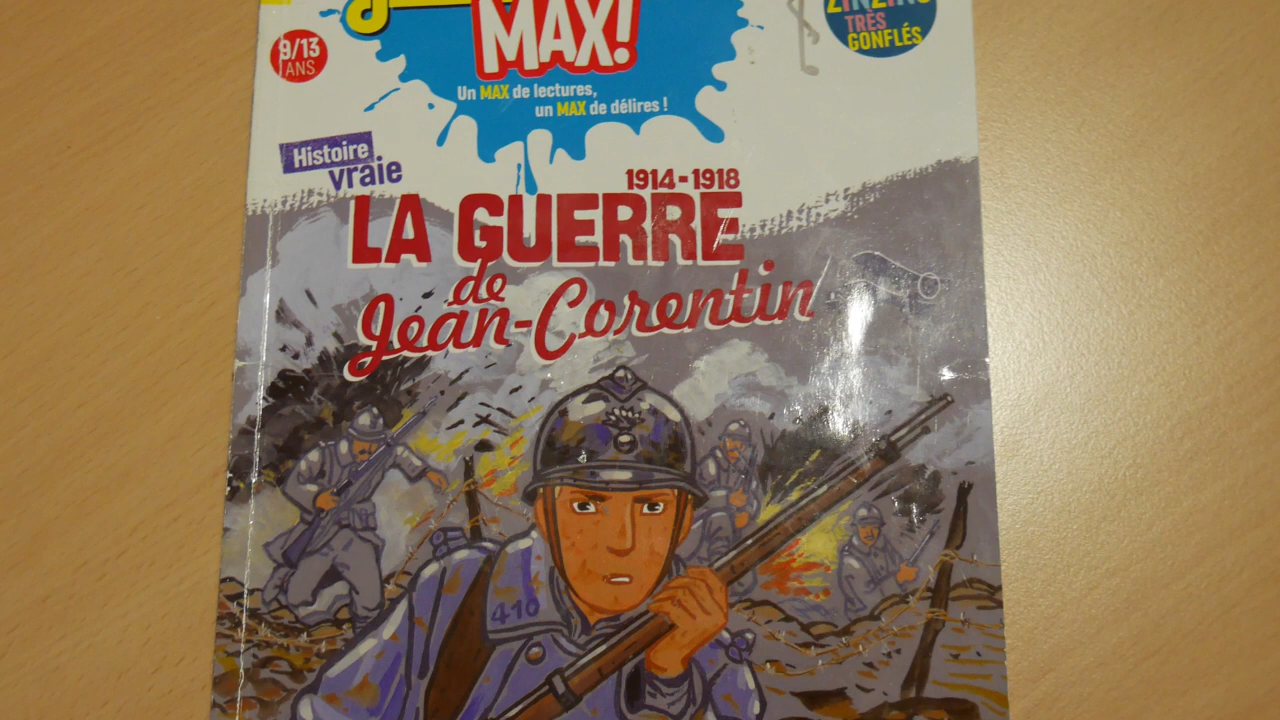 MAX!
ZINZINS
TRÈS
GONFLÉS
9/13
ANS
Un MAX de lectures,
un MAX de délires !
Histoire
vraie
1914-1918
LA GUERRE
de
Jean-Corentin
410